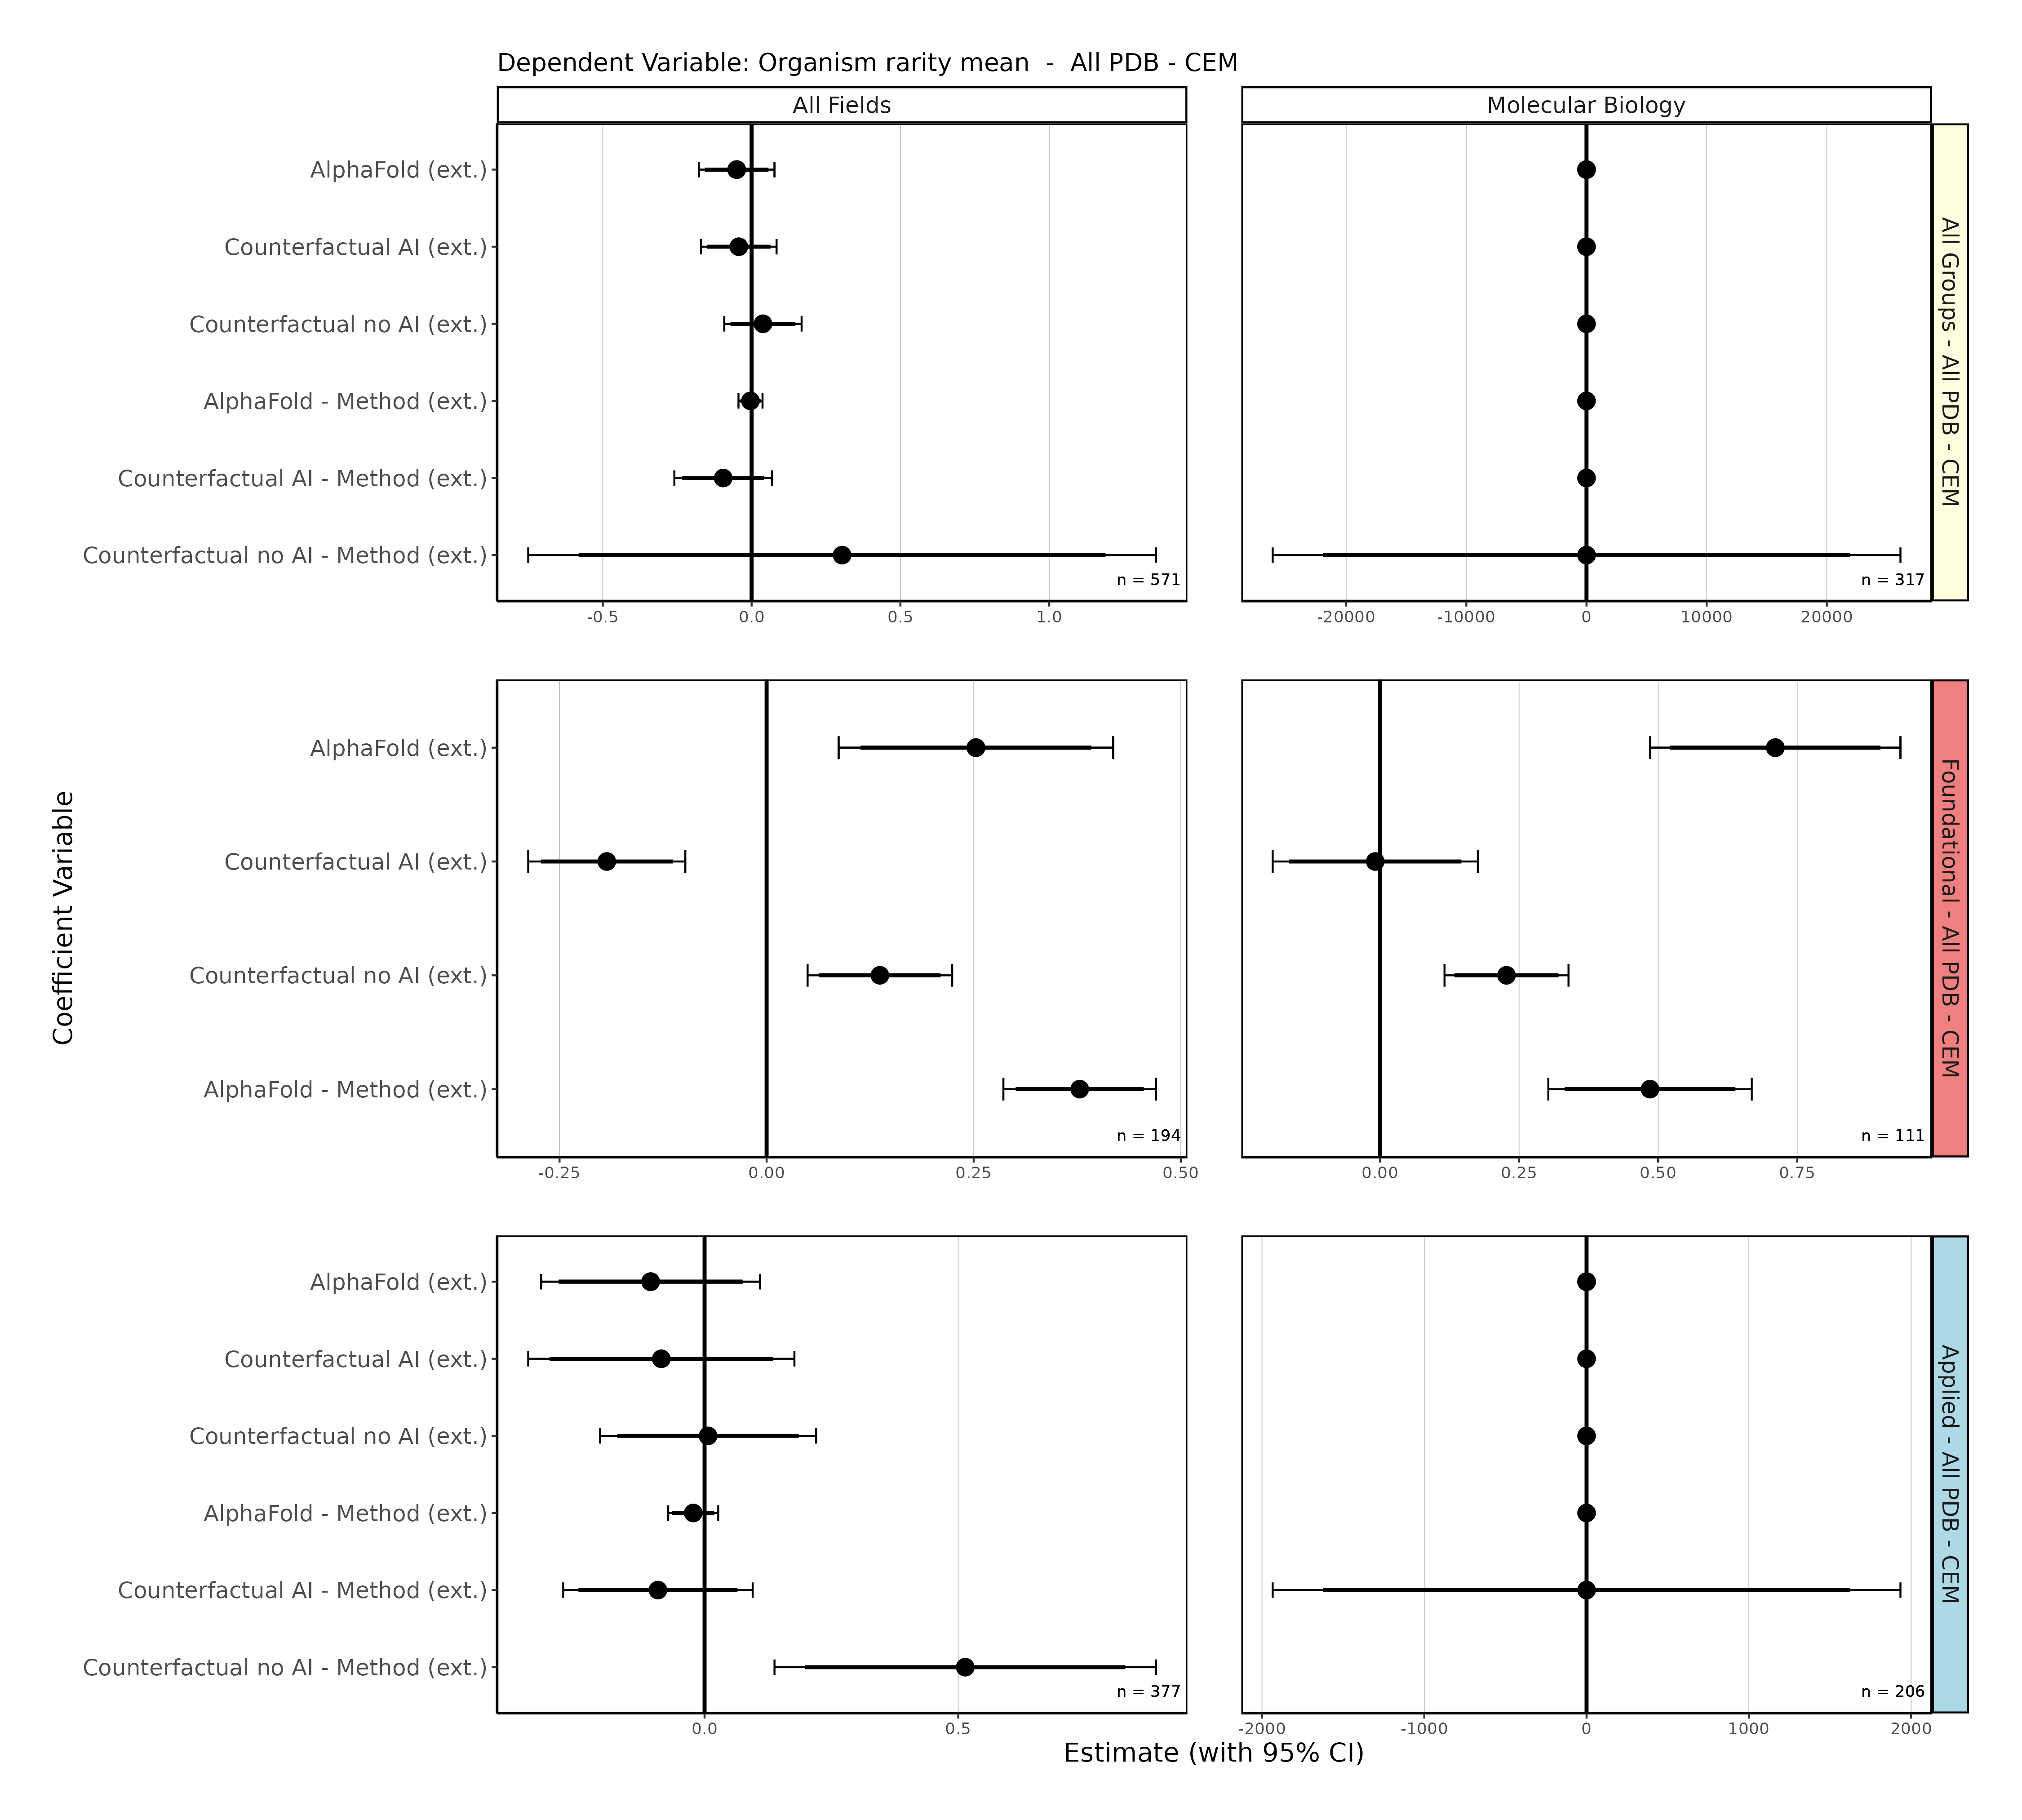 Dependent Variable: Organism rarity mean  -  All PDB - CEM
All Fields
Molecular Biology
AlphaFold (ext.)
Counterfactual AI (ext.)
Counterfactual no AI (ext.)
AlphaFold - Method (ext.)
Counterfactual AI - Method (ext.)
Counterfactual no AI - Method (ext.)
n = 571
n = 317
-0.5 0.0 0.5 1.0
-20000 -10000 0 10000 20000
All Groups - All PDB - CEM
Coefficient Variable
AlphaFold (ext.)
Counterfactual AI (ext.)
Counterfactual no AI (ext.)
AlphaFold - Method (ext.)
n = 194
n = 111
-0.25 0.00 0.25 0.50
0.00 0.25 0.50 0.75
Foundational - All PDB - CEM
AlphaFold (ext.)
Counterfactual AI (ext.)
Counterfactual no AI (ext.)
AlphaFold - Method (ext.)
Counterfactual AI - Method (ext.)
Counterfactual no AI - Method (ext.)
n = 377
n = 206
0.0 0.5
-2000 -1000 0 1000 2000
Applied - All PDB - CEM
Estimate (with 95% CI)